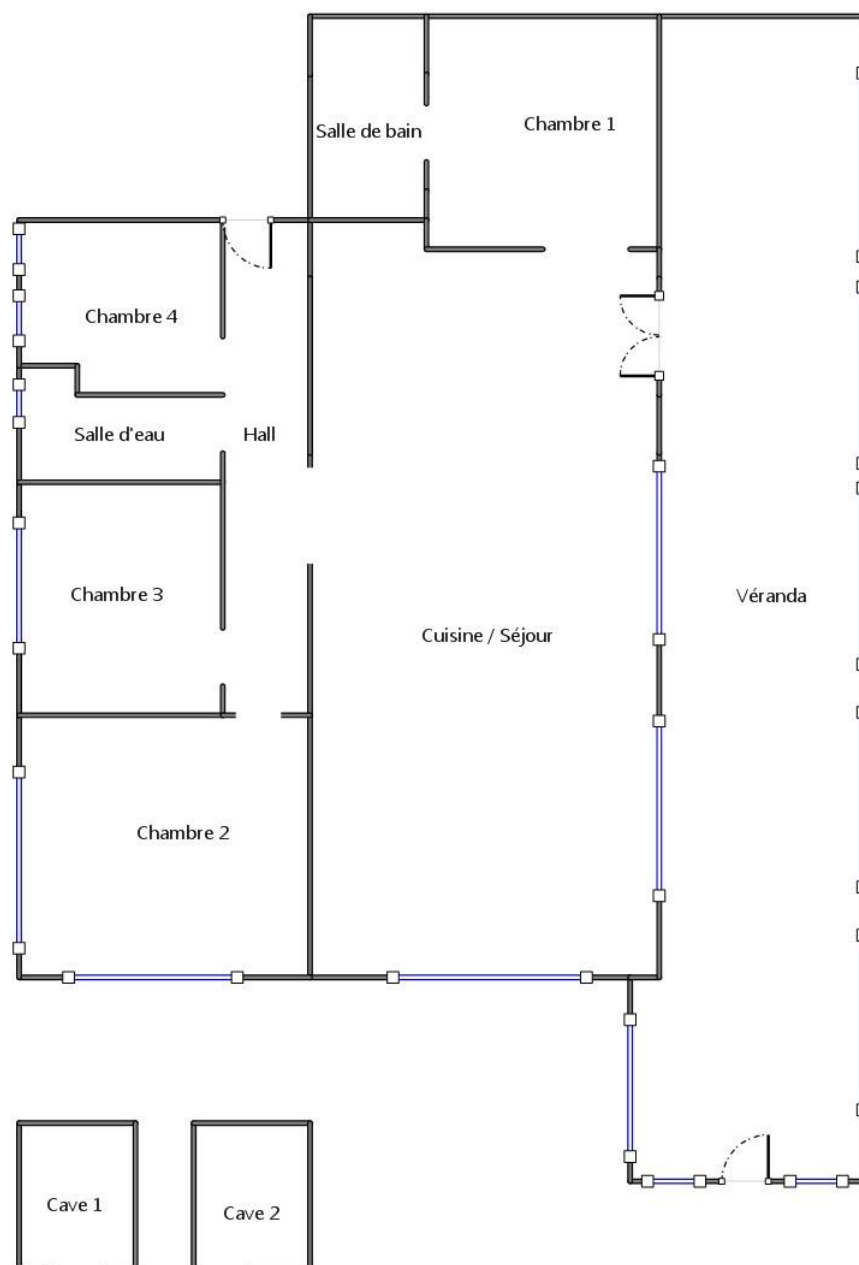 Salle de bain
Chambre 1
Chambre 4
Salle d'eau
Hall
Chambre 3
Véranda
Cuisine / Séjour
Chambre 2
Cave 1
Cave 2